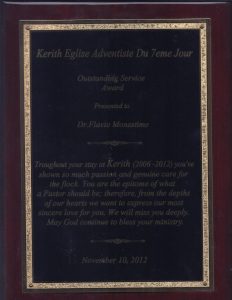 Kerith Eglise Adventiste Du 7eme Jour
Outstanding Service
Award
Presented to
Dr.Flavio Monestime
Troughout your stay at Kerith (2006 -2012) you've
shown so much passion and genuine care for
the flock. You are the epitome of what
a Pastor should be; therefore, from the depths
of our hearts we want to express our most
sincere love for you. We will miss you deeply.
May God continue to bless your ministry.
November 10, 2012